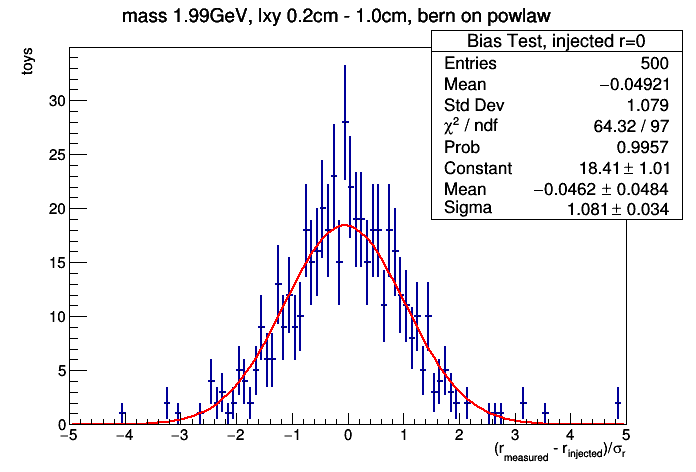 mass 1.99GeV, lxy 0.2cm - 1.0cm, bern on powlaw
Bias Test, injected r=0
Entries 500
Mean −0.04921
Std Dev 1.079
χ² / ndf 64.32 / 97
Prob 0.9957
Constant 18.41 ± 1.01
Mean −0.0462 ± 0.0484
Sigma 1.081 ± 0.034
toys
30
25
20
15
10
5
0
−5 −4 −3 −2 −1 0 1 2 3 4 5
(r_measured - r_injected)/σ_r